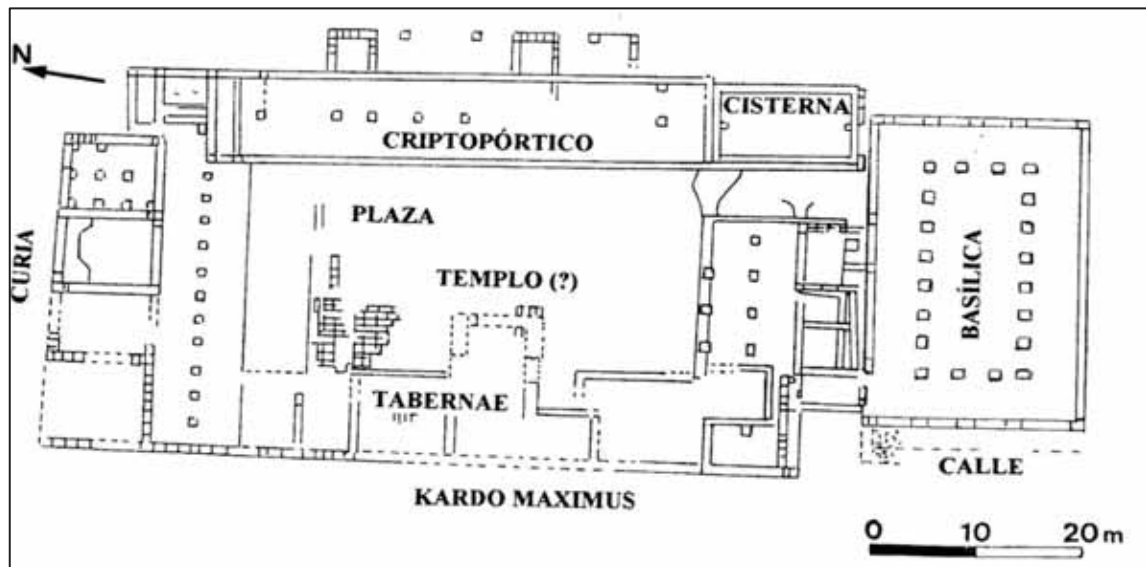 N
CISTERNA
CRIPTOPÓRTICO
PLAZA
CURIA
TEMPLO (?)
BASÍLICA
TABERNAE
CALLE
KARDO MAXIMUS
0 10 20 m